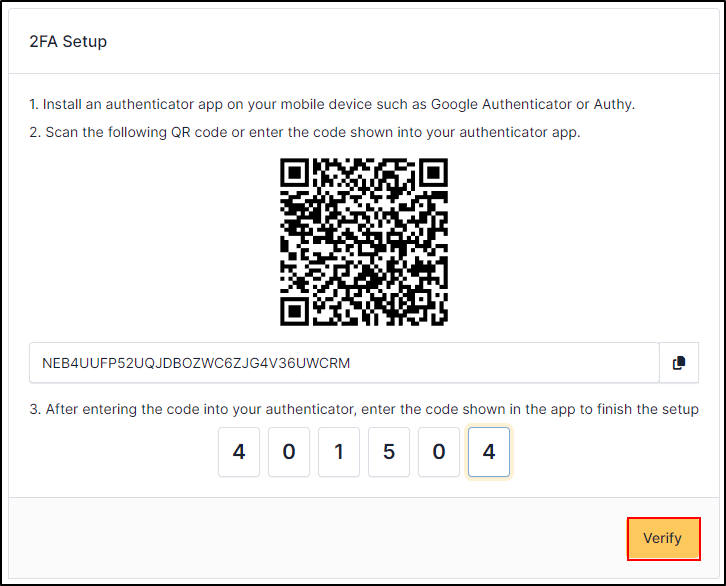 2FA Setup
1. Install an authenticator app on your mobile device such as Google Authenticator or Authy.
2. Scan the following QR code or enter the code shown into your authenticator app.
NEB4UUFP52UQJDBOZWC6ZJG4V36UWCRM
3. After entering the code into your authenticator, enter the code shown in the app to finish the setup
4 0 1 5 0 4
Verify